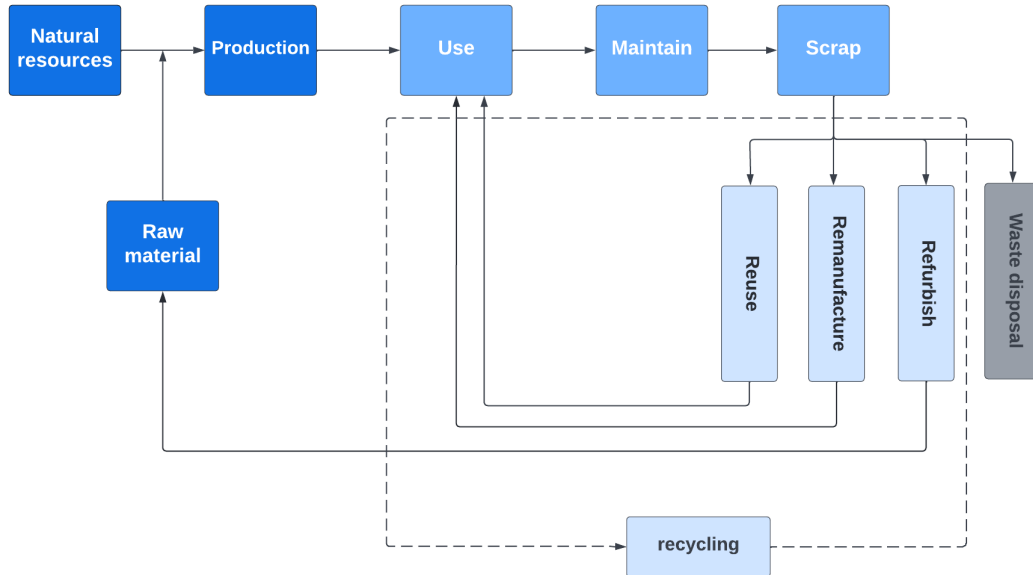 Natural
resources
Production
Use
Maintain
Scrap
Raw
material
Reuse
Remanufacture
Refurbish
Waste disposal
recycling